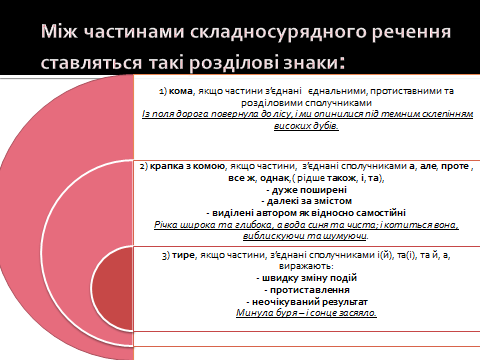 Між частинами складносурядного речення
ставляться такі розділові знаки:
1) кома, якщо частини з’єднані єднальними, протиставними та
розділовими сполучниками
Із поля дорога повернула до лісу, і ми опинилися під темним склепінням
високих дубів.
2) крапка з комою, якщо частини, з’єднані сполучниками а, але, проте ,
все ж, однак,( рідше також, і, та),
- дуже поширені
- далекі за змістом
- виділені автором як відносно самостійні
Річка широка та глибока, а вода синя та чиста; і котиться вона,
виблискуючи та шумуючи.
3) тире, якщо частини, з’єднані сполучниками і(й), та(і), та й, а,
виражають:
- швидку зміну подій
- протиставлення
- неочікуваний результат
Минула буря – і сонце засяяло.